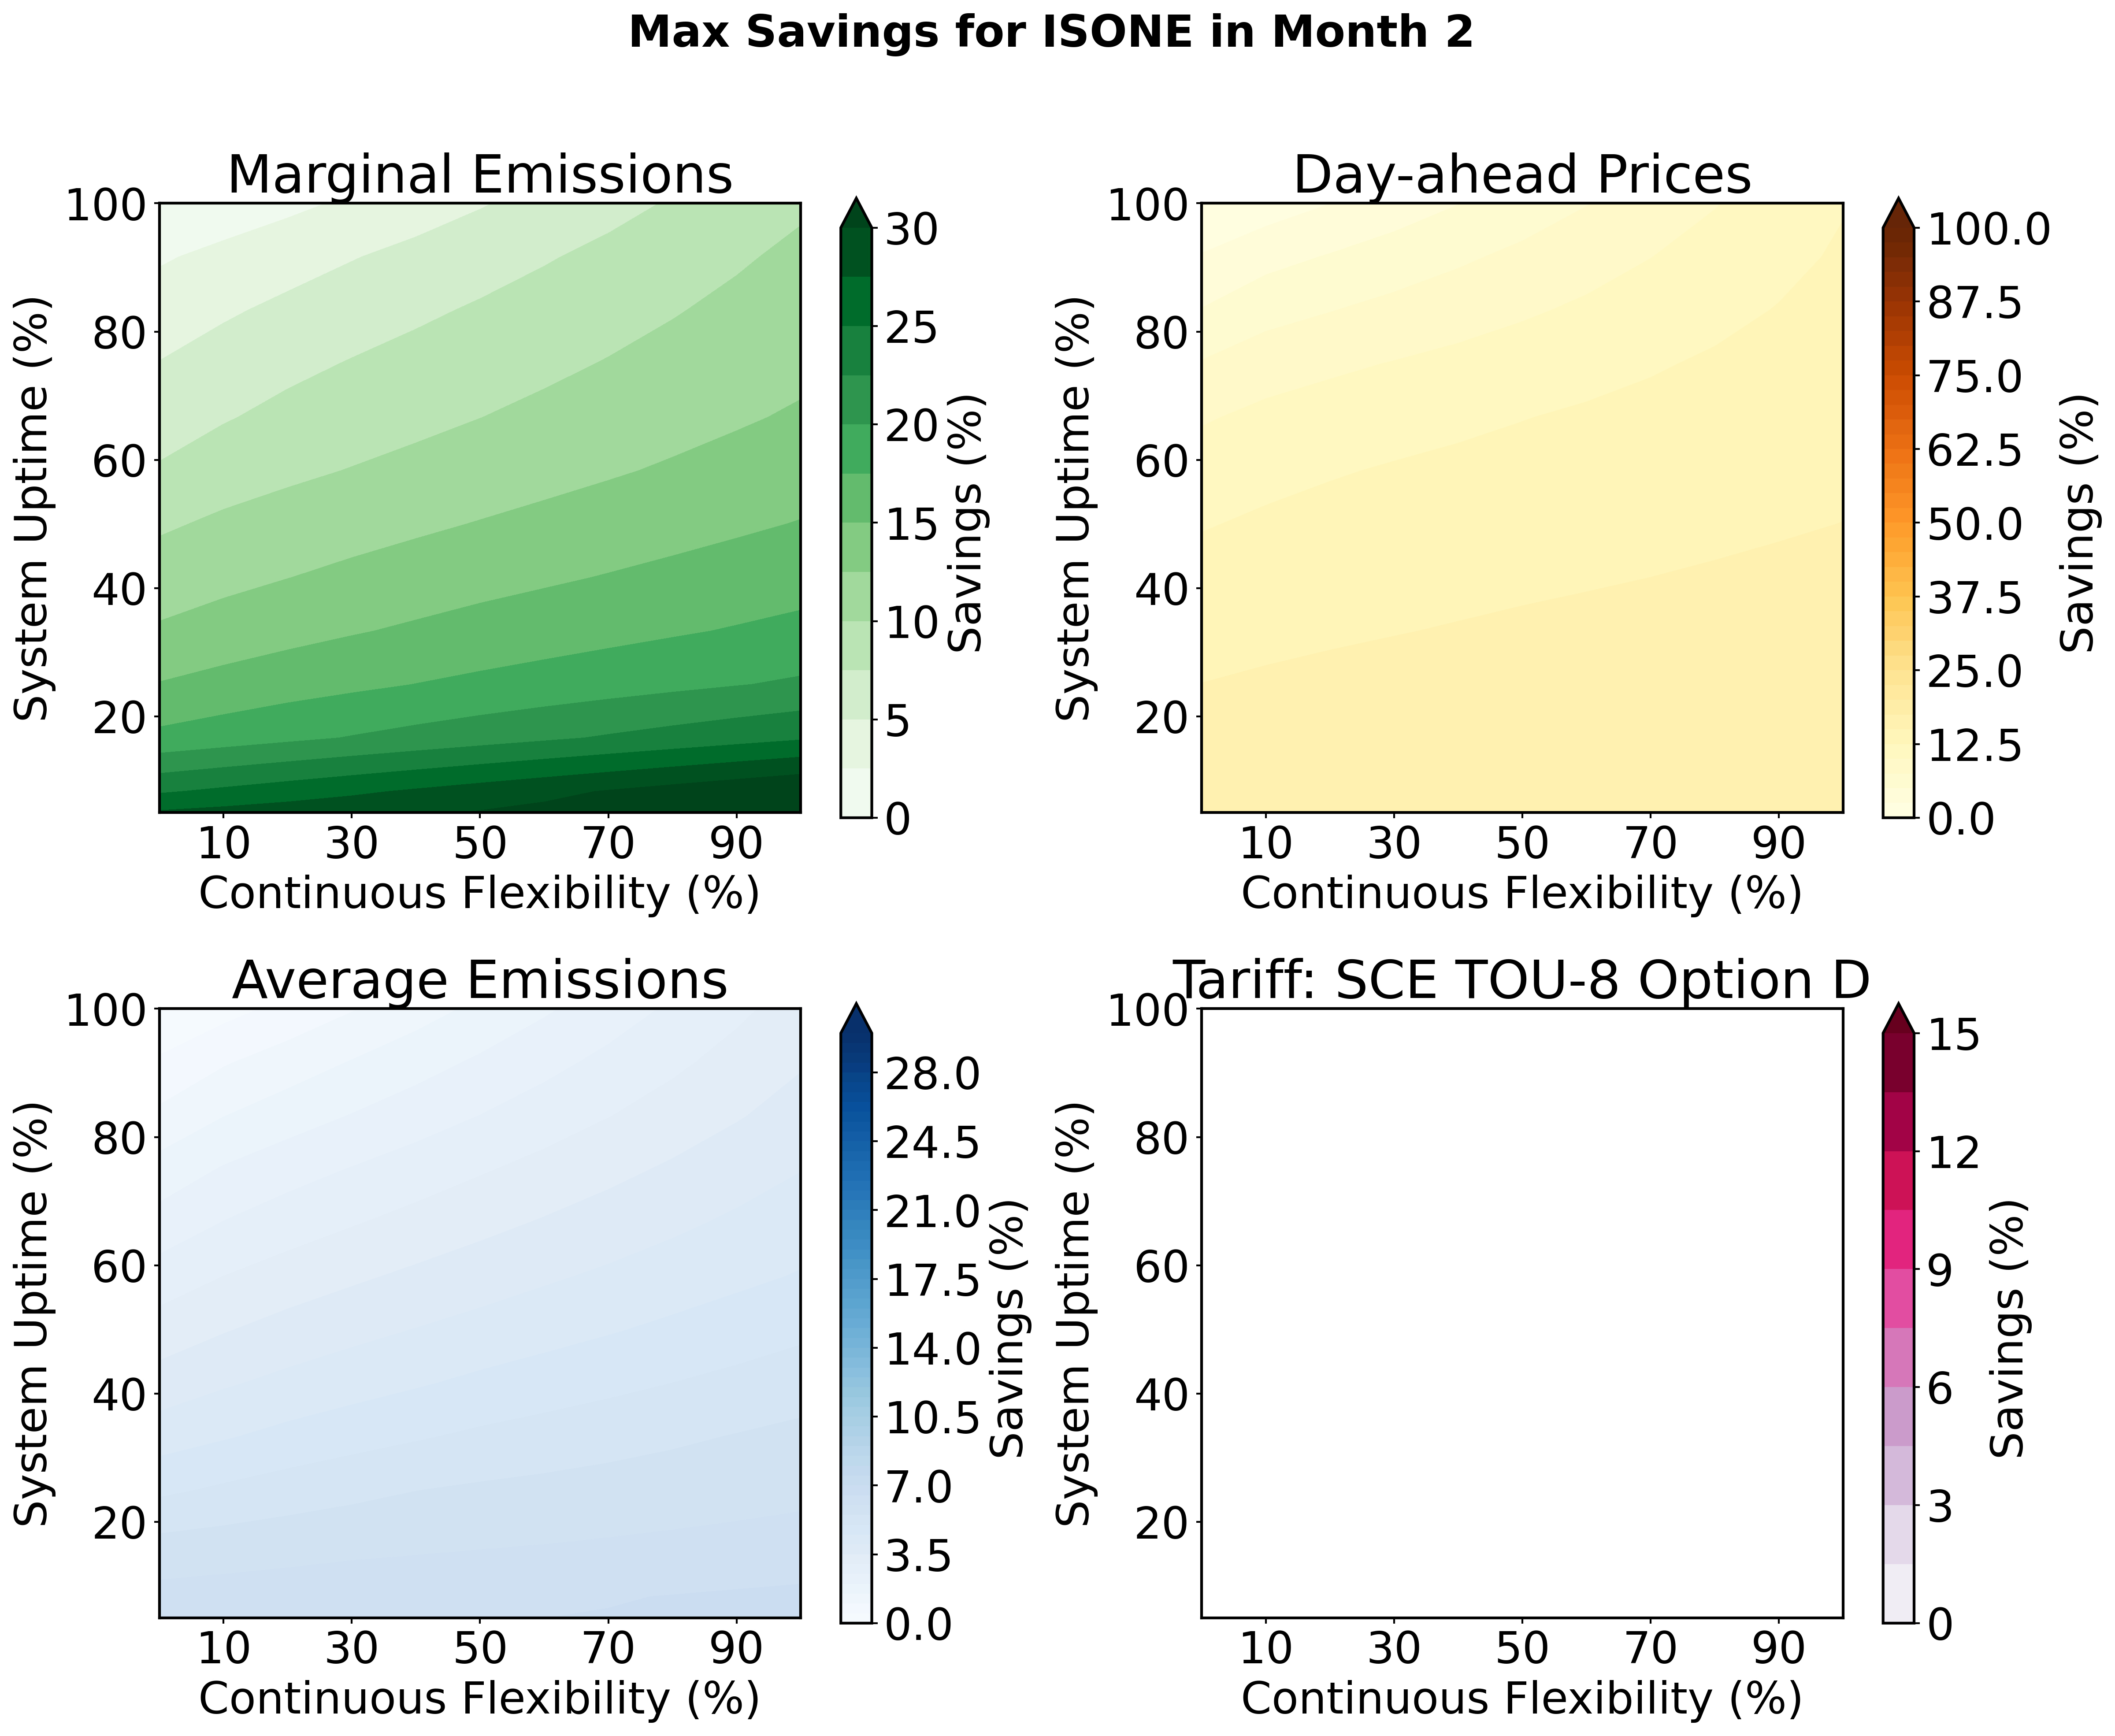 Max Savings for ISONE in Month 2
Marginal Emissions
100
80
60
40
20
System Uptime (%)
10 30 50 70 90
Continuous Flexibility (%)
30
25
20
15
10
5
0
Savings (%)
Day-ahead Prices
100
80
60
40
20
System Uptime (%)
10 30 50 70 90
Continuous Flexibility (%)
100.0
87.5
75.0
62.5
50.0
37.5
25.0
12.5
0.0
Savings (%)
Average Emissions
100
80
60
40
20
System Uptime (%)
10 30 50 70 90
Continuous Flexibility (%)
28.0
24.5
21.0
17.5
14.0
10.5
7.0
3.5
0.0
Savings (%)
Tariff: SCE TOU-8 Option D
100
80
60
40
20
System Uptime (%)
10 30 50 70 90
Continuous Flexibility (%)
15
12
9
6
3
0
Savings (%)